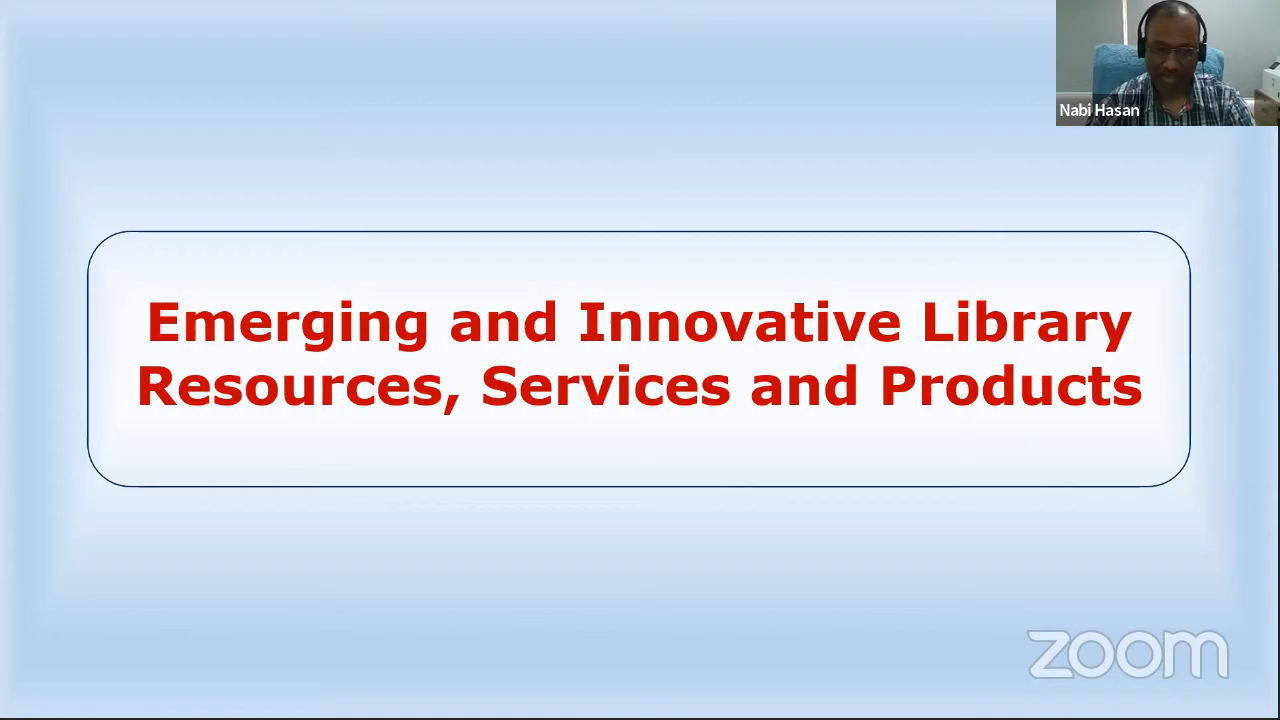 Nabi Hasan
Emerging and Innovative Library
Resources, Services and Products
zoom